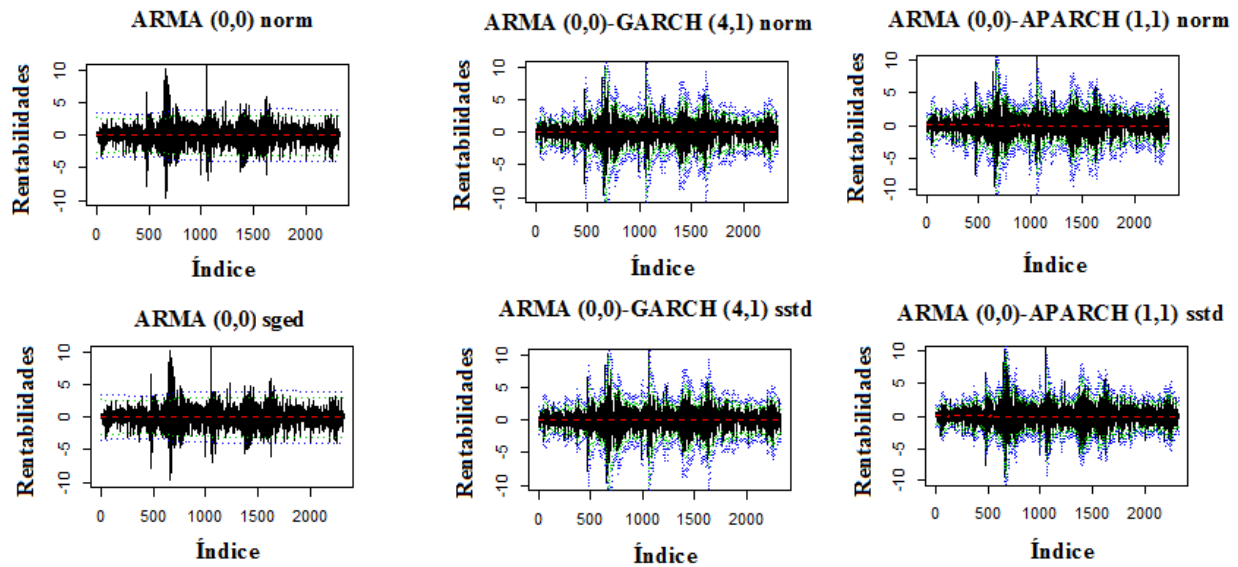 ARMA (0,0) norm
Rentabilidades
10
5
0
-5
-10
0 500 1000 1500 2000
Índice
ARMA (0,0)-GARCH (4,1) norm
Rentabilidades
10
5
0
-5
-10
0 500 1000 1500 2000
Índice
ARMA (0,0)-APARCH (1,1) norm
Rentabilidades
10
5
0
-5
-10
0 500 1000 1500 2000
Índice
ARMA (0,0) sged
Rentabilidades
10
5
0
-5
-10
0 500 1000 1500 2000
Índice
ARMA (0,0)-GARCH (4,1) sstd
Rentabilidades
10
5
0
-5
-10
0 500 1000 1500 2000
Índice
ARMA (0,0)-APARCH (1,1) sstd
Rentabilidades
10
5
0
-5
-10
0 500 1000 1500 2000
Índice